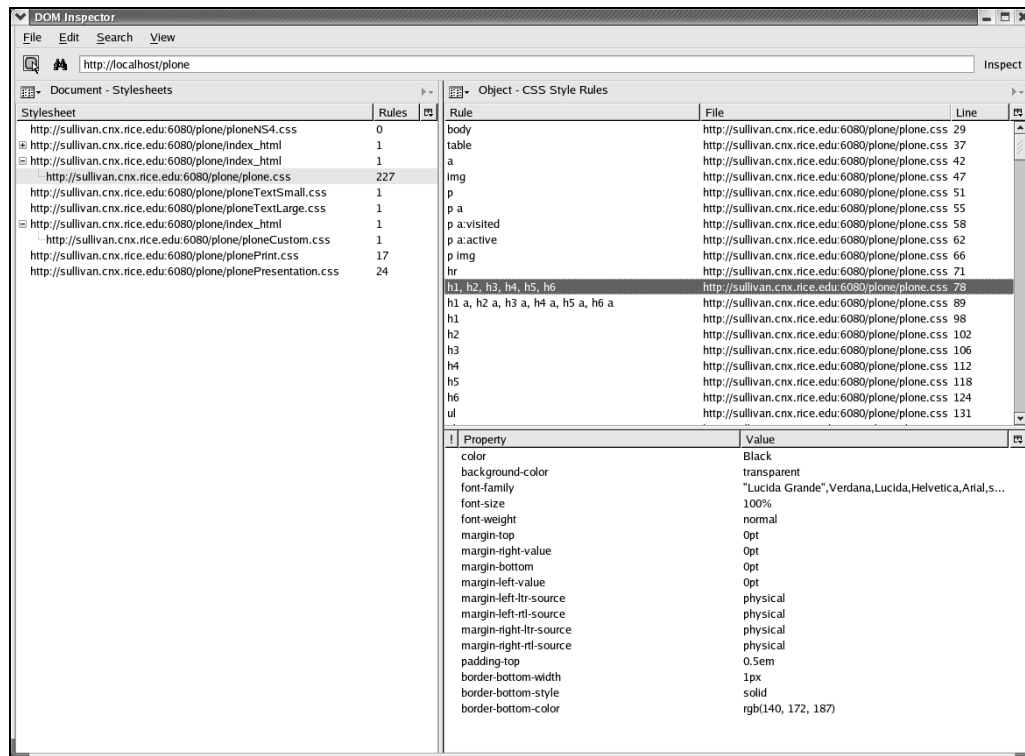 DOM Inspector
File Edit Search View
http://localhost/plone Inspect
Document - Stylesheets
Stylesheet Rules
http://sullivan.cnx.rice.edu:6080/plone/ploneNS4.css 0
http://sullivan.cnx.rice.edu:6080/plone/index_html 1
http://sullivan.cnx.rice.edu:6080/plone/index_html 1
http://sullivan.cnx.rice.edu:6080/plone/plone.css 227
http://sullivan.cnx.rice.edu:6080/plone/ploneTextSmall.css 1
http://sullivan.cnx.rice.edu:6080/plone/ploneTextLarge.css 1
http://sullivan.cnx.rice.edu:6080/plone/index_html 1
http://sullivan.cnx.rice.edu:6080/plone/ploneCustom.css 1
http://sullivan.cnx.rice.edu:6080/plone/plonePrint.css 17
http://sullivan.cnx.rice.edu:6080/plone/plonePresentation.css 24
Object - CSS Style Rules
Rule File Line
body http://sullivan.cnx.rice.edu:6080/plone/plone.css 29
table http://sullivan.cnx.rice.edu:6080/plone/plone.css 37
a http://sullivan.cnx.rice.edu:6080/plone/plone.css 42
img http://sullivan.cnx.rice.edu:6080/plone/plone.css 47
p http://sullivan.cnx.rice.edu:6080/plone/plone.css 51
p a http://sullivan.cnx.rice.edu:6080/plone/plone.css 55
p a:visited http://sullivan.cnx.rice.edu:6080/plone/plone.css 58
p a:active http://sullivan.cnx.rice.edu:6080/plone/plone.css 62
p img http://sullivan.cnx.rice.edu:6080/plone/plone.css 66
hr http://sullivan.cnx.rice.edu:6080/plone/plone.css 71
h1, h2, h3, h4, h5, h6 http://sullivan.cnx.rice.edu:6080/plone/plone.css 78
h1 a, h2 a, h3 a, h4 a, h5 a, h6 a http://sullivan.cnx.rice.edu:6080/plone/plone.css 89
h1 http://sullivan.cnx.rice.edu:6080/plone/plone.css 98
h2 http://sullivan.cnx.rice.edu:6080/plone/plone.css 102
h3 http://sullivan.cnx.rice.edu:6080/plone/plone.css 106
h4 http://sullivan.cnx.rice.edu:6080/plone/plone.css 112
h5 http://sullivan.cnx.rice.edu:6080/plone/plone.css 118
h6 http://sullivan.cnx.rice.edu:6080/plone/plone.css 124
ul http://sullivan.cnx.rice.edu:6080/plone/plone.css 131
! Property Value
color Black
background-color transparent
font-family "Lucida Grande",Verdana,Lucida,Helvetica,Arial,s...
font-size 100%
font-weight normal
margin-top 0pt
margin-right-value 0pt
margin-bottom 0pt
margin-left-value 0pt
margin-left-ltr-source physical
margin-left-rtl-source physical
margin-right-ltr-source physical
margin-right-rtl-source physical
padding-top 0.5em
border-bottom-width 1px
border-bottom-style solid
border-bottom-color rgb(140, 172, 187)